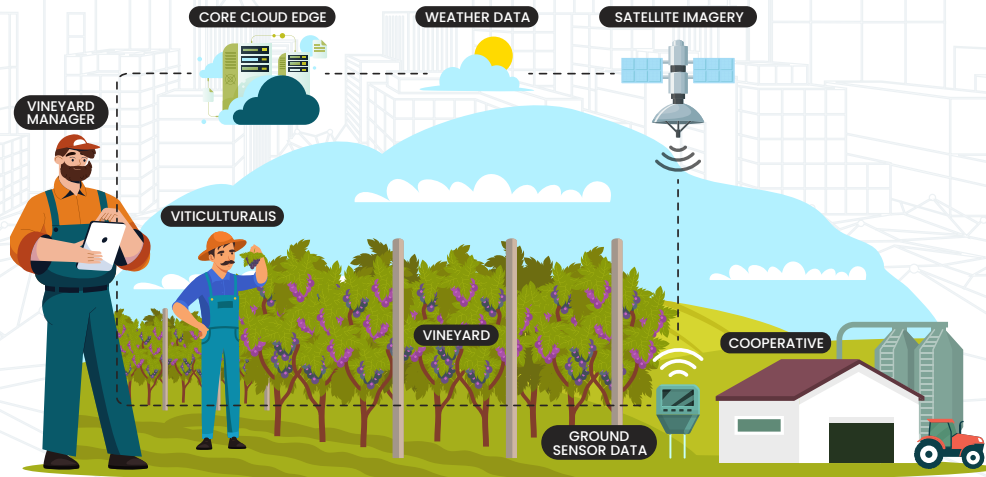 CORE CLOUD EDGE
WEATHER DATA
SATELLITE IMAGERY
VINEYARD
MANAGER
VITICULTURALIS
VINEYARD
COOPERATIVE
GROUND
SENSOR DATA